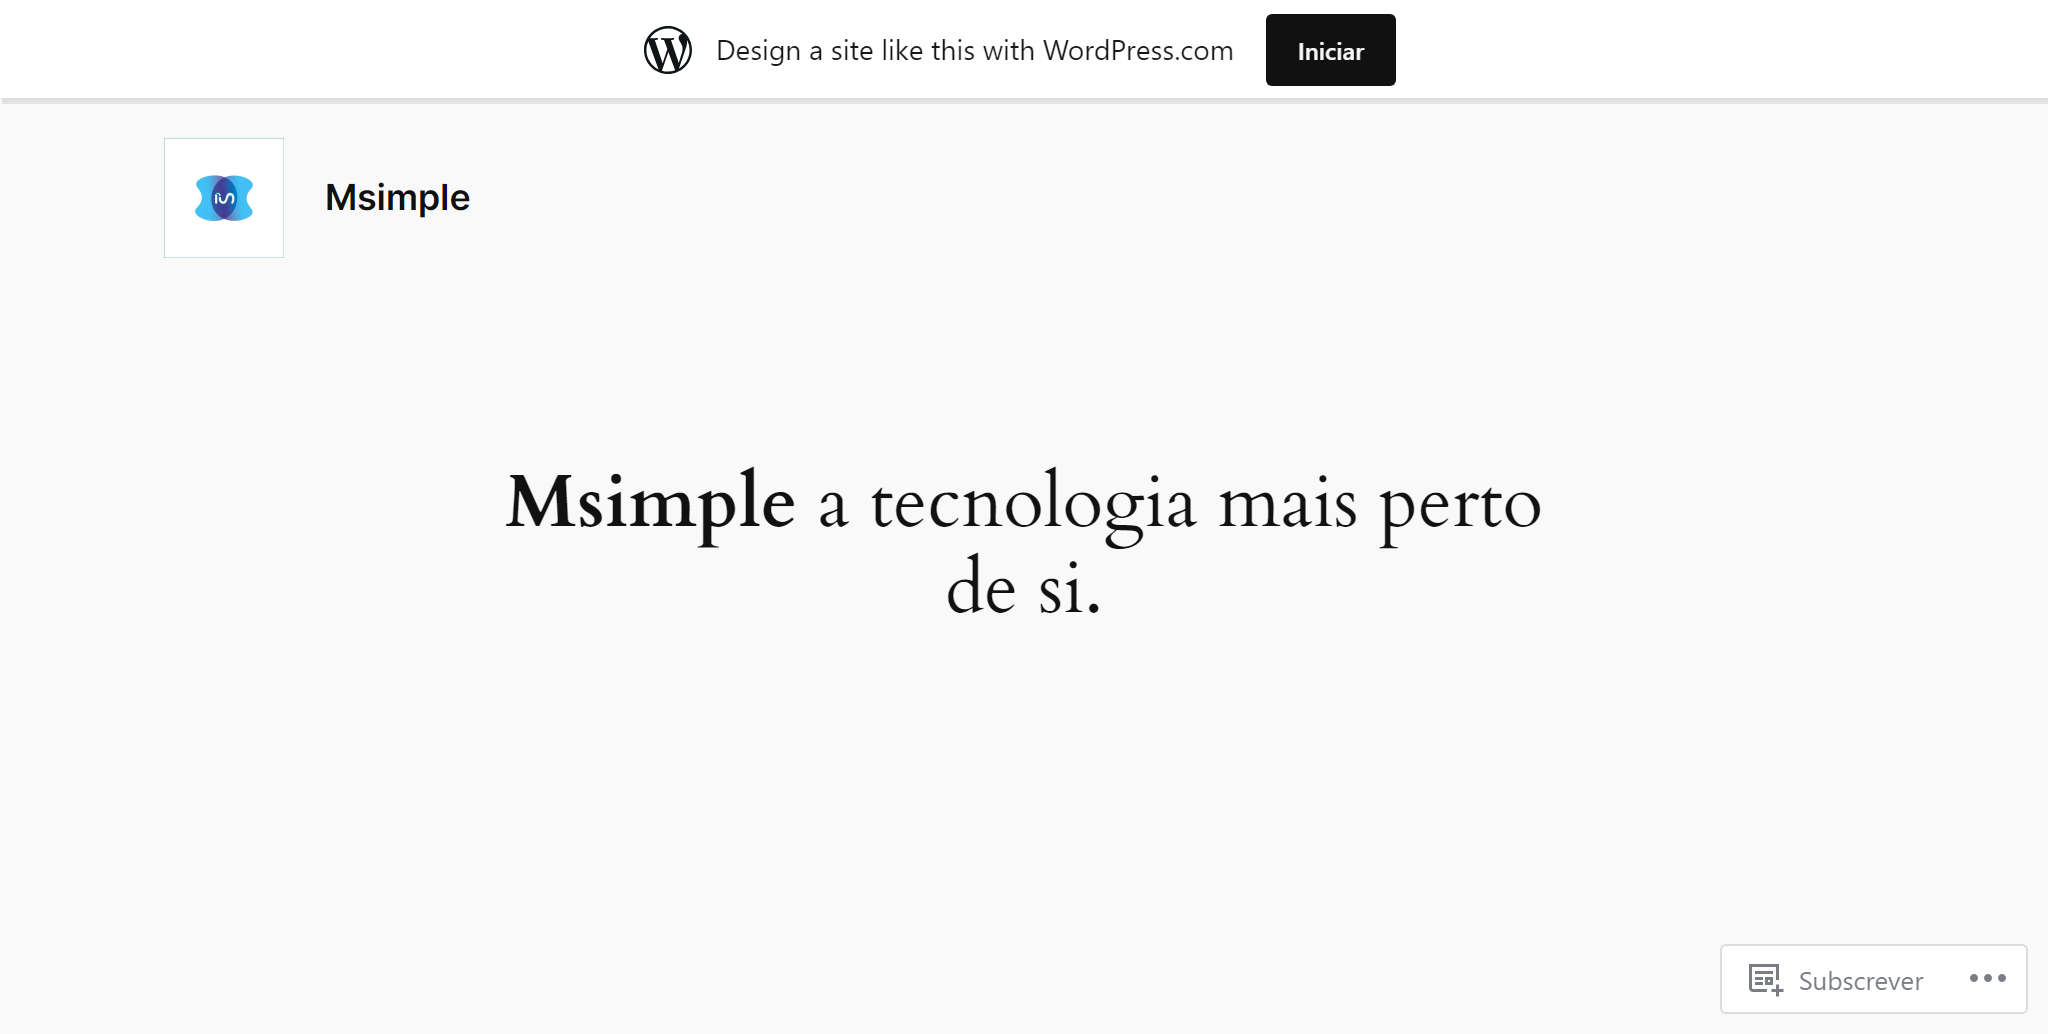 Design a site like this with WordPress.com
Iniciar
Msimple
Msimple a tecnologia mais perto
de si.
Subscrever